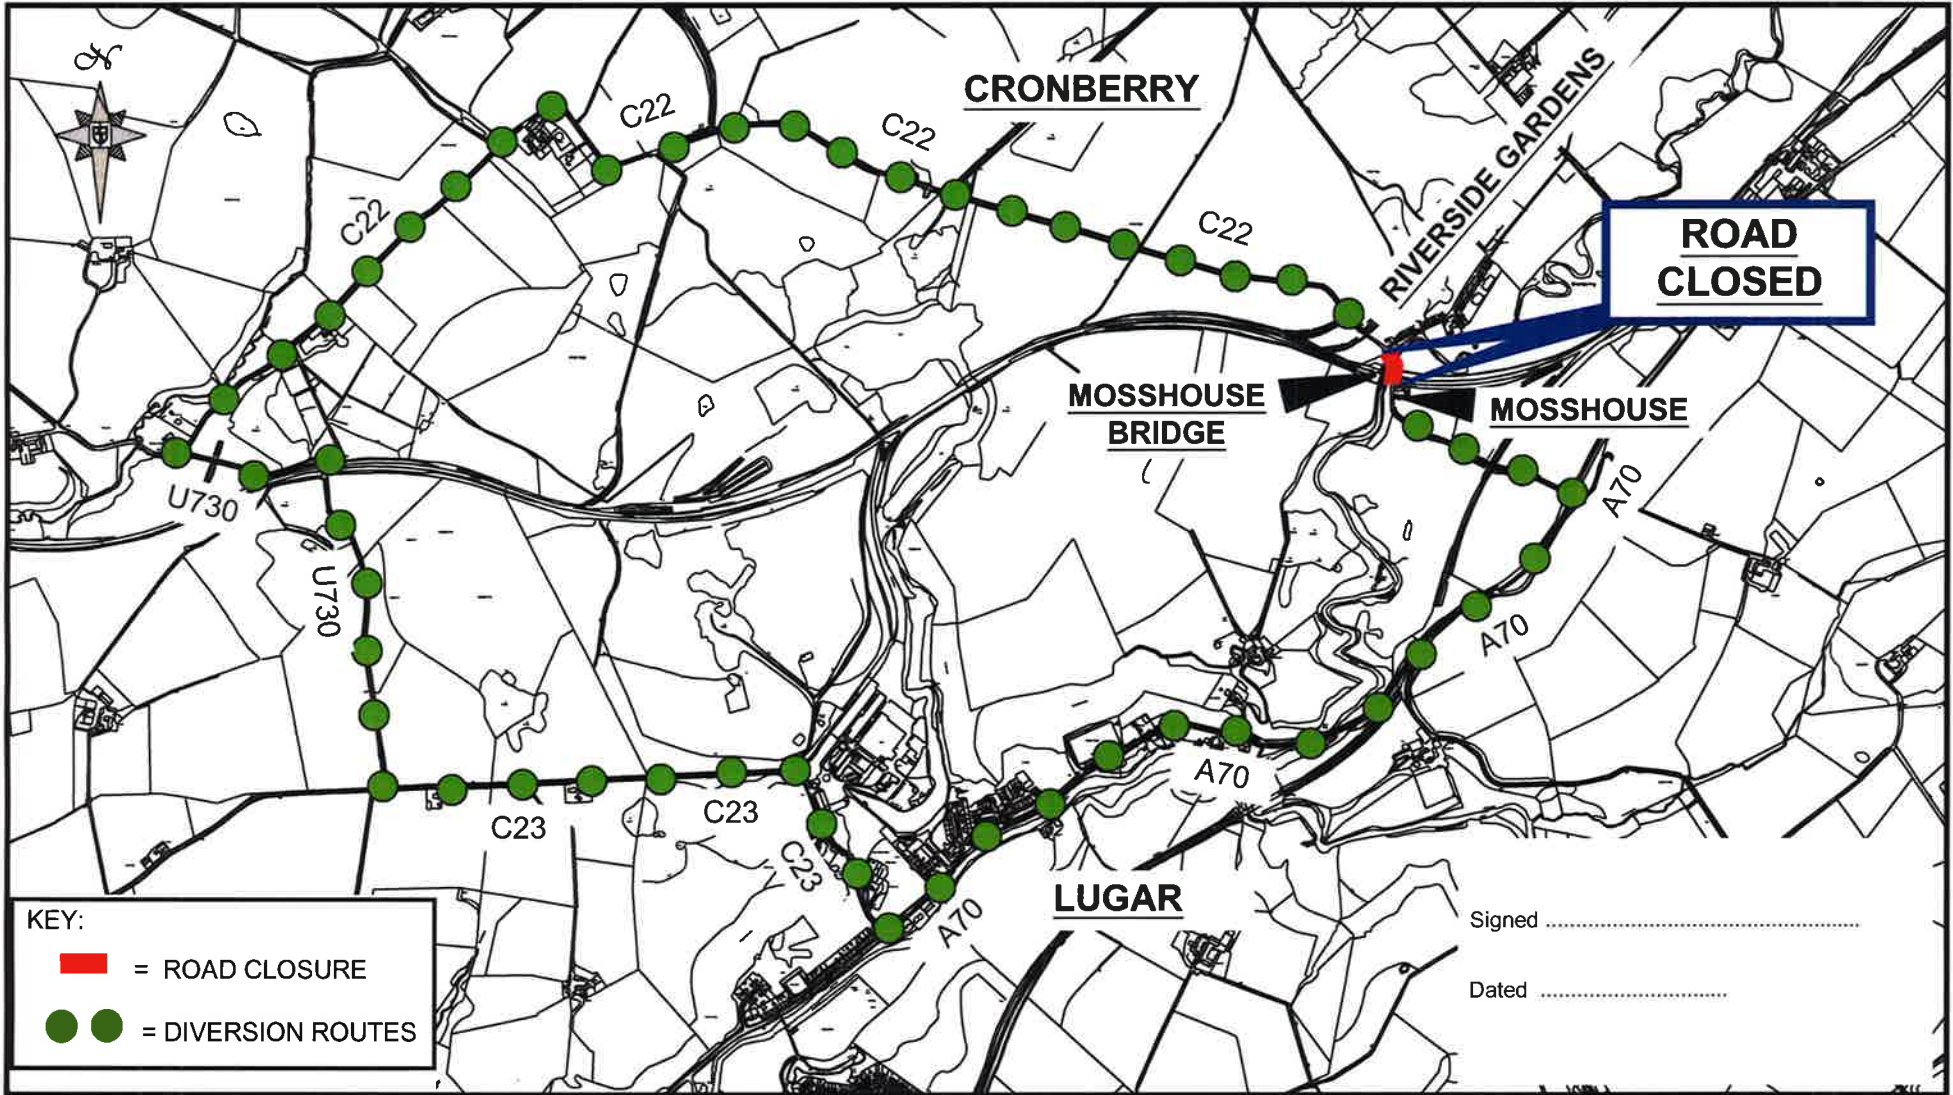 CRONBERRY
C22
C22
C22
C22
RIVERSIDE GARDENS
ROAD
CLOSED
MOSSHOUSE
BRIDGE
MOSSHOUSE
A70
U730
U730
A70
A70
C23
C23
C23
A70
LUGAR
KEY:
= ROAD CLOSURE
= DIVERSION ROUTES
Signed
Dated